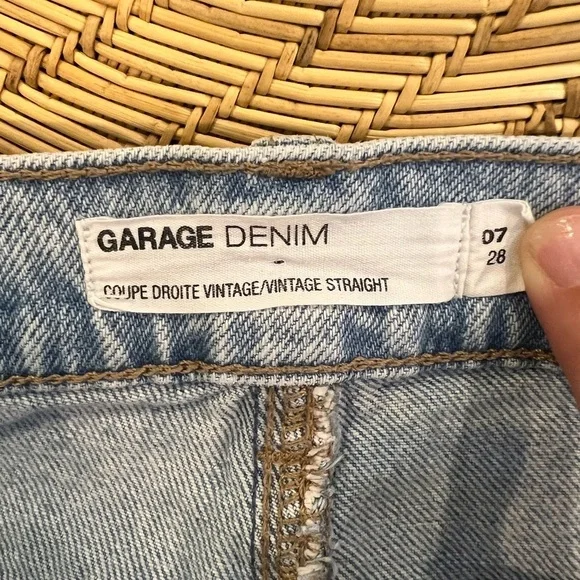 GARAGE DENIM
COUPE DROITE VINTAGE/VINTAGE STRAIGHT
07
28